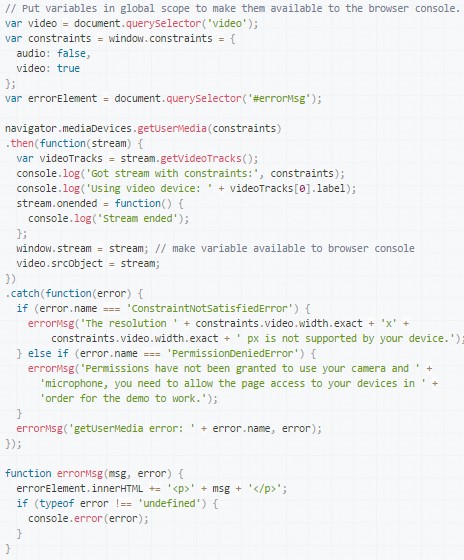 // Put variables in global scope to make them available to the browser console.
var video = document.querySelector('video');
var constraints = window.constraints = {
  audio: false,
  video: true
};
var errorElement = document.querySelector('#errorMsg');

navigator.mediaDevices.getUserMedia(constraints)
.then(function(stream) {
  var videoTracks = stream.getVideoTracks();
  console.log('Got stream with constraints:', constraints);
  console.log('Using video device: ' + videoTracks[0].label);
  stream.onended = function() {
    console.log('Stream ended');
  };
  window.stream = stream; // make variable available to browser console
  video.srcObject = stream;
})
.catch(function(error) {
  if (error.name === 'ConstraintNotSatisfiedError') {
    errorMsg('The resolution ' + constraints.video.width.exact + 'x' +
        constraints.video.width.exact + ' px is not supported by your device.');
  } else if (error.name === 'PermissionDeniedError') {
    errorMsg('Permissions have not been granted to use your camera and ' +
      'microphone, you need to allow the page access to your devices in ' +
      'order for the demo to work.');
  }
  errorMsg('getUserMedia error: ' + error.name, error);
});

function errorMsg(msg, error) {
  errorElement.innerHTML += '<p>' + msg + '</p>';
  if (typeof error !== 'undefined') {
    console.error(error);
  }
}